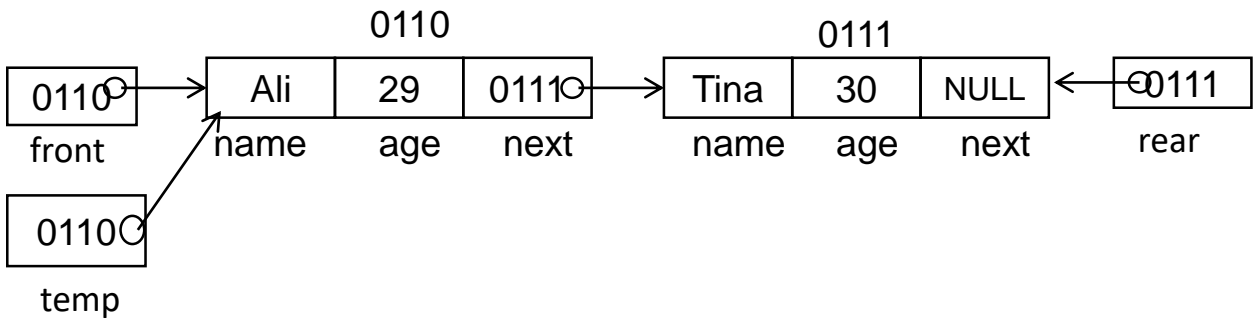 0110 0111
0110 Ali 29 0111 Tina 30 NULL 0111
front name age next name age next rear
0110
temp